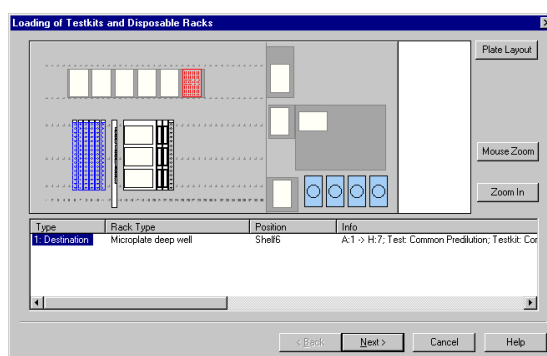 Loading of Testkits and Disposable Racks
Plate Layout
Mouse Zoom
Zoom In
Type Rack Type Position Info
1: Destination Microplate deep well Shelf6 A:1 -> H:7; Test: Common Predilution; Testkit: Cor
< Back Next > Cancel Help